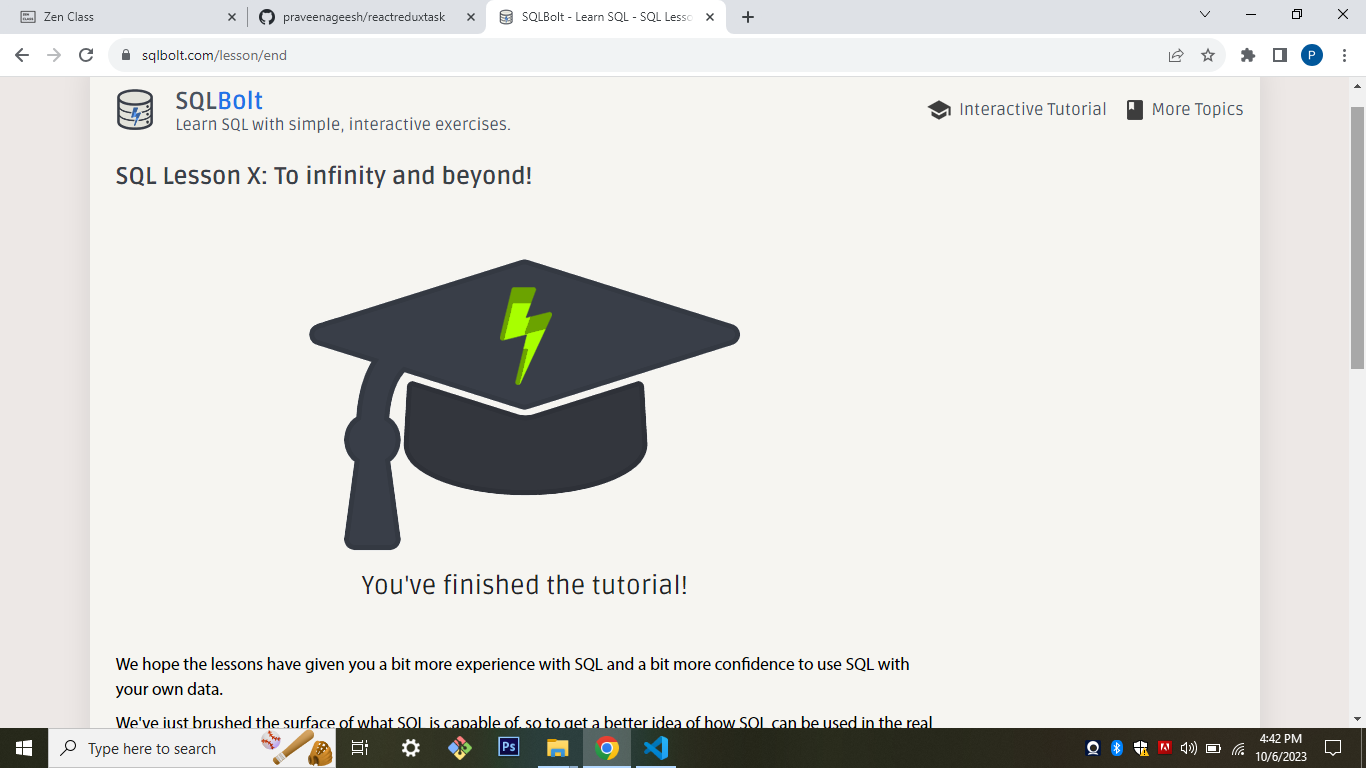 Zen Class
praveenageesh/reactreduxtask
SQLBolt - Learn SQL - SQL Lesso
sqlbolt.com/lesson/end
P
SQLBolt
Learn SQL with simple, interactive exercises.
Interactive Tutorial
More Topics
SQL Lesson X: To infinity and beyond!
You've finished the tutorial!
We hope the lessons have given you a bit more experience with SQL and a bit more confidence to use SQL with
your own data.
We've just brushed the surface of what SQL is capable of, so to get a better idea of how SQL can be used in the real
Type here to search
Ps
4:42 PM
10/6/2023